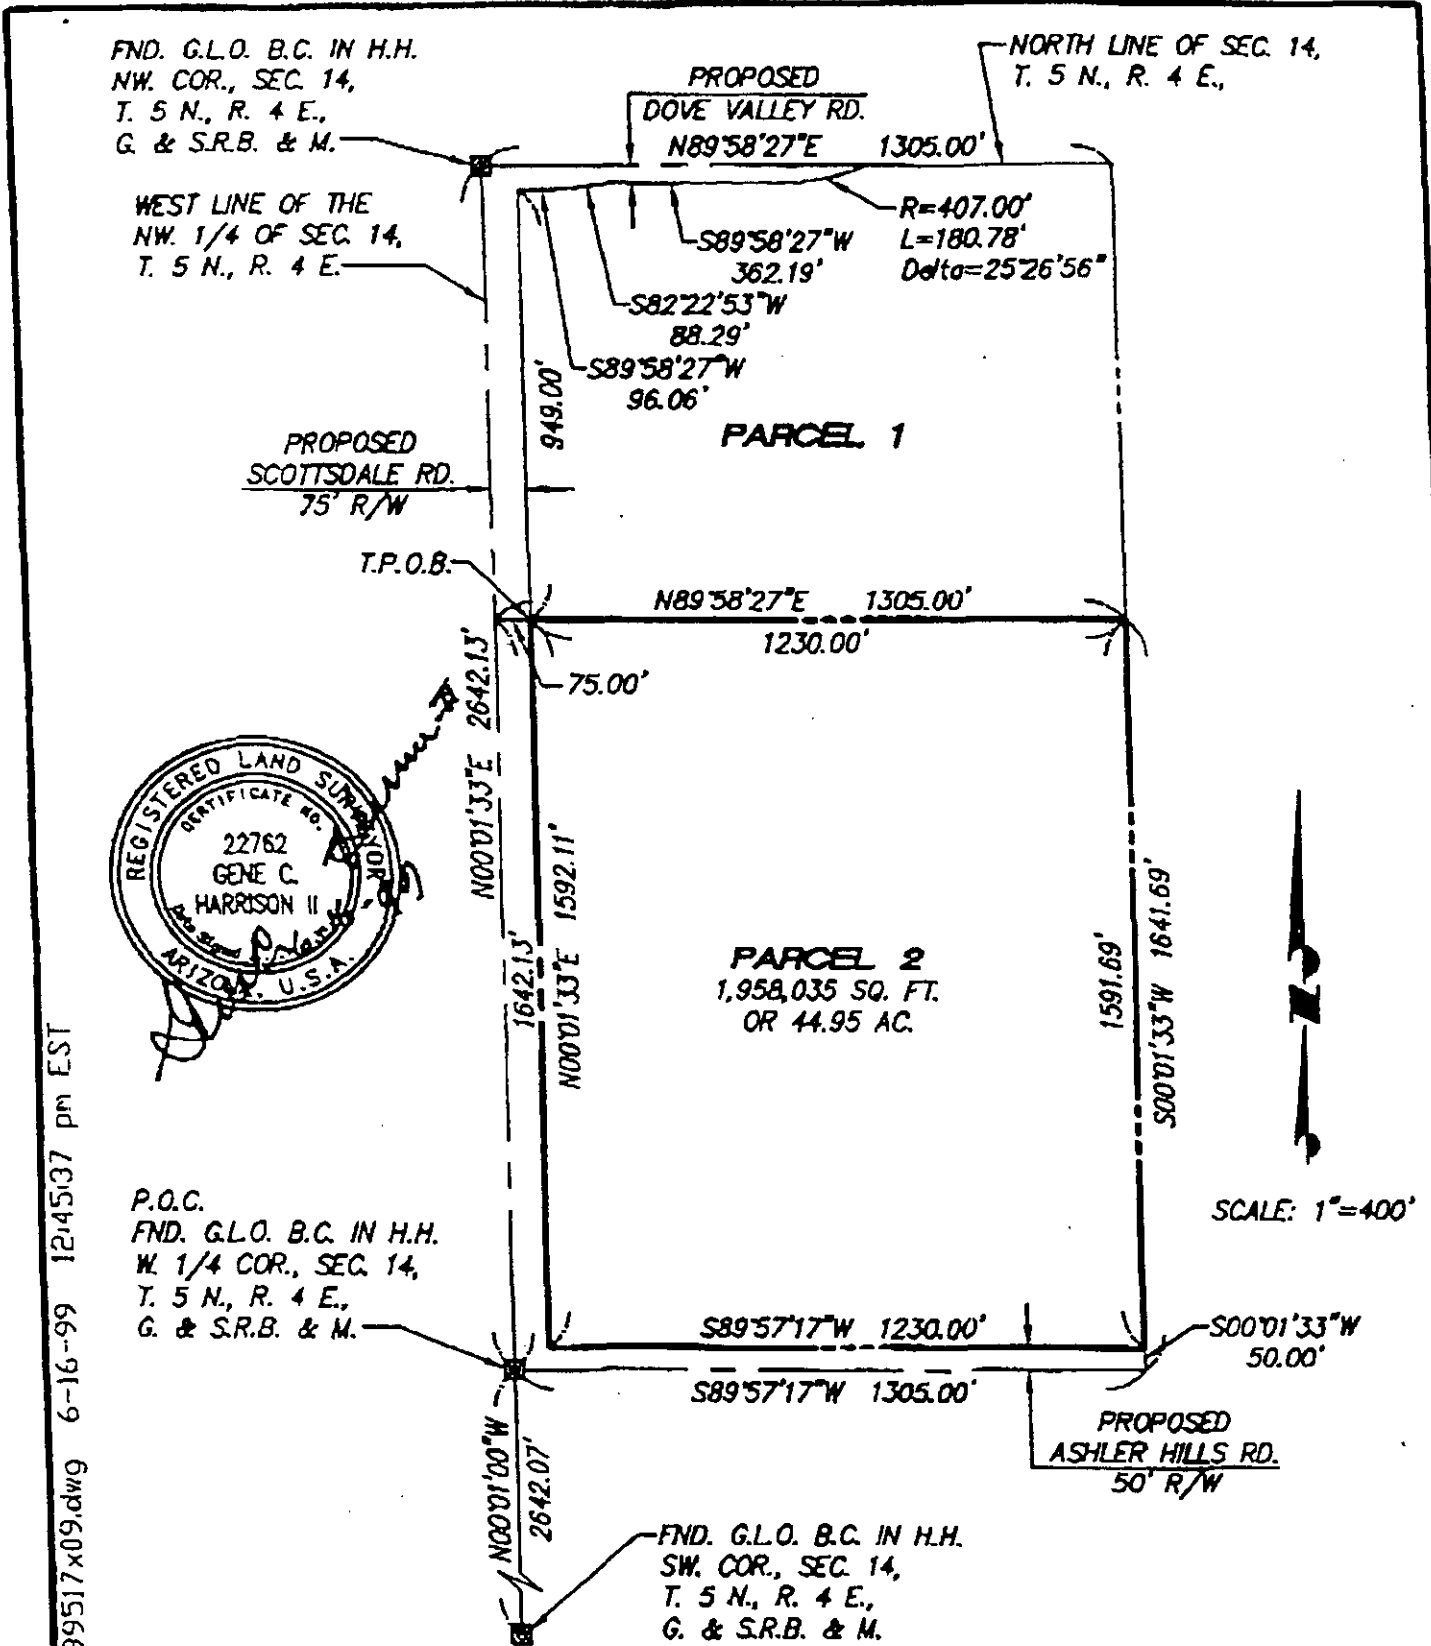 FND. G.L.O. B.C. IN H.H.
NW. COR., SEC. 14,
T. 5 N., R. 4 E.,
G. & S.R.B. & M.
PROPOSED
DOVE VALLEY RD.
NORTH LINE OF SEC. 14,
T. 5 N., R. 4 E.,
N89°58'27"E 1305.00'
WEST LINE OF THE
NW. 1/4 OF SEC. 14,
T. 5 N., R. 4 E.
R=407.00'
L=180.78'
Delta=25°26'56"
S89°58'27"W
362.19'
S82°22'53"W
88.29'
S89°58'27"W
96.06'
949.00'
PARCEL 1
PROPOSED
SCOTTSDALE RD.
75' R/W
T.P.O.B.
N89°58'27"E 1305.00'
1230.00'
75.00'
N00°01'33"E 2642.13'
1642.13'
N00°01'33"E 1592.11'
REGISTERED LAND SURVEYOR
CERTIFICATE NO.
22762
GENE C.
HARRISON II
Date Signed
ARIZONA, U.S.A.
PARCEL 2
1,958,035 SQ. FT.
OR 44.95 AC.
1591.69'
S00°01'33"W 1641.69'
SCALE: 1"=400'
P.O.C.
FND. G.L.O. B.C. IN H.H.
W. 1/4 COR., SEC. 14,
T. 5 N., R. 4 E.,
G. & S.R.B. & M.
S89°57'17"W 1230.00'
S00°01'33"W
50.00'
S89°57'17"W 1305.00'
PROPOSED
ASHLER HILLS RD.
50' R/W
N00°01'00"W
2642.07'
FND. G.L.O. B.C. IN H.H.
SW. COR., SEC. 14,
T. 5 N., R. 4 E.,
G. & S.R.B. & M.
99517x09.dwg 6-16-99 12:45:37 pm EST